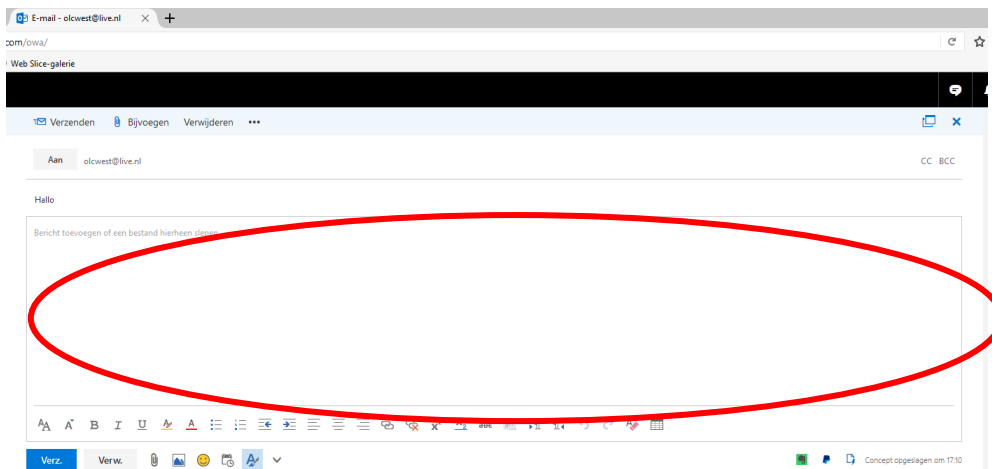 E-mail - olcwest@live.nl
com/owa/
Web Slice-galerie
Verzenden Bijvoegen Verwijderen
Aan olcwest@live.nl CC BCC
Hallo
Bericht toevoegen of een bestand hierheen slepen
Verz. Verw. Concept opgeslagen om 17:10